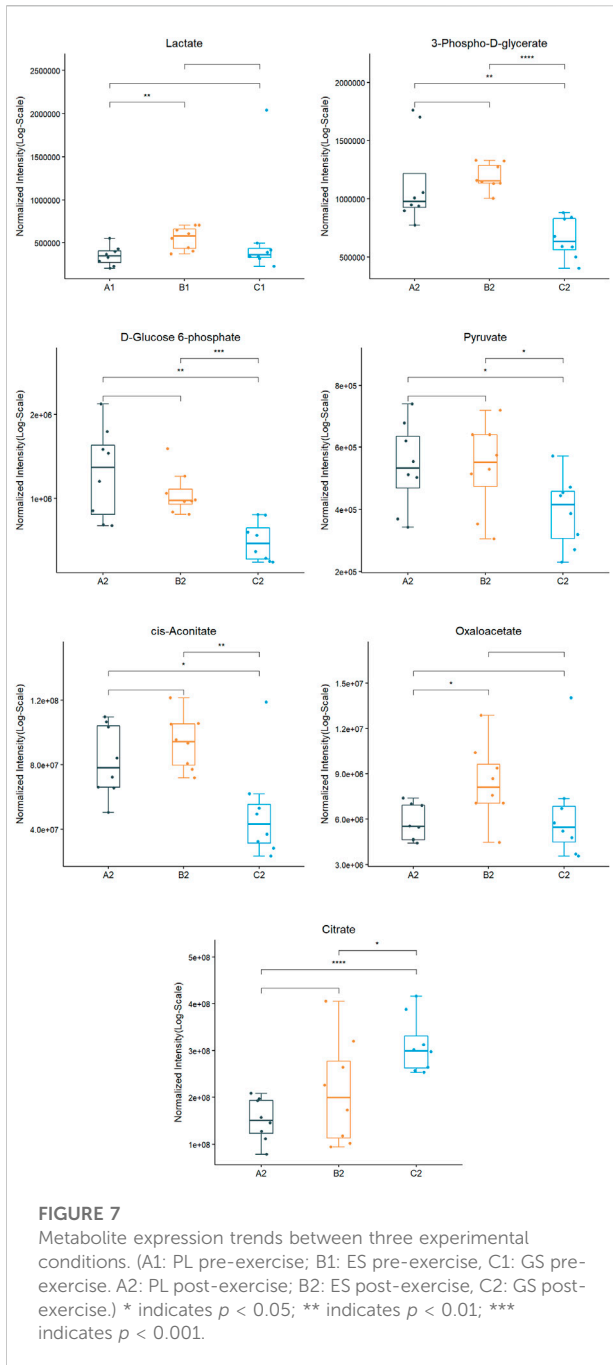 Lactate
Normalized Intensity(Log-Scale)
2500000
2000000
1500000
1000000
500000
**
A1
B1
C1
3-Phospho-D-glycerate
Normalized Intensity(Log-Scale)
2000000
1500000
1000000
500000
****
**
A2
B2
C2
D-Glucose 6-phosphate
Normalized Intensity(Log-Scale)
2e+06
1e+06
***
**
A2
B2
C2
Pyruvate
Normalized Intensity(Log-Scale)
8e+05
6e+05
4e+05
2e+05
*
*
A2
B2
C2
cis-Aconitate
Normalized Intensity(Log-Scale)
1.2e+08
8.0e+07
4.0e+07
**
*
A2
B2
C2
Oxaloacetate
Normalized Intensity(Log-Scale)
1.5e+07
1.2e+07
9.0e+06
6.0e+06
3.0e+06
*
A2
B2
C2
Citrate
Normalized Intensity(Log-Scale)
5e+08
4e+08
3e+08
2e+08
1e+08
*
****
A2
B2
C2
FIGURE 7
Metabolite expression trends between three experimental
conditions. (A1: PL pre-exercise; B1: ES pre-exercise, C1: GS pre-
exercise. A2: PL post-exercise; B2: ES post-exercise, C2: GS post-
exercise.) * indicates p < 0.05; ** indicates p < 0.01; ***
indicates p < 0.001.